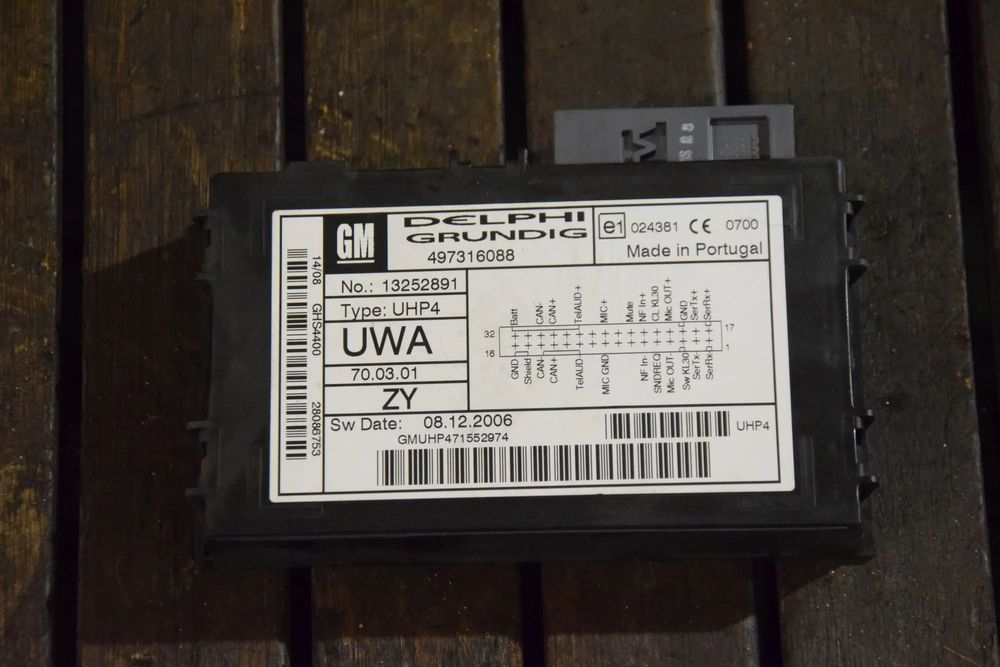 GM
DELPHI
GRUNDIG
497316088
e1 024381 CE 0700
Made in Portugal
No.: 13252891
Type: UHP4
UWA
70.03.01
ZY
Sw Date: 08.12.2006
GMUHP471552974
UHP4
14/08 GHS4400 28086753
Batt CAN- CAN+ TelAUD+ MIC+ Mute NF In+ CL KL30 Mic OUT+ GND SerTx+ SerRx+
32 17
16 1
GND Shield CAN- CAN+ TelAUD- MIC GND NF In- SNDREQ Mic OUT- Sw KL30 SerTx- SerRx-